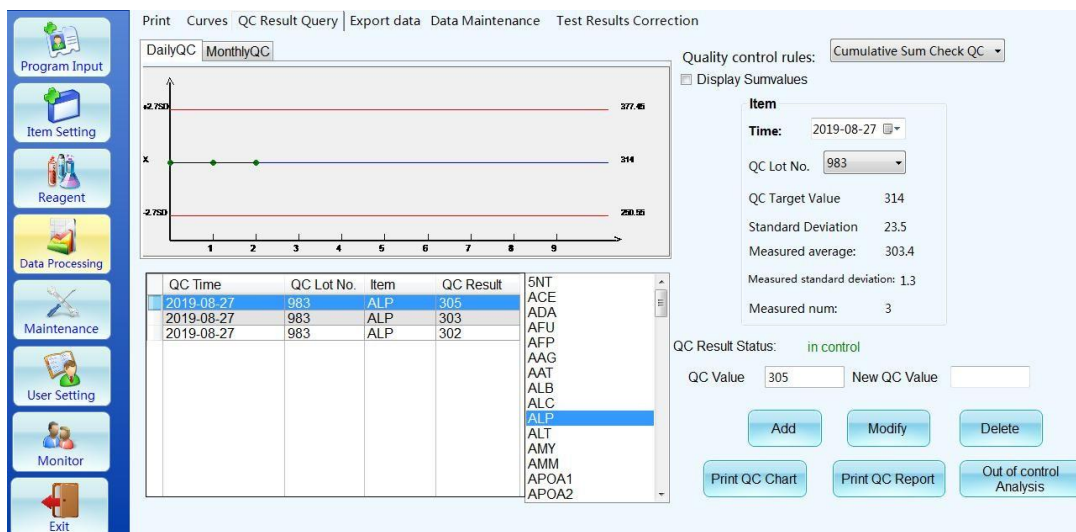 Print Curves QC Result Query Export data Data Maintenance Test Results Correction
Program Input
Item Setting
Reagent
Data Processing
Maintenance
User Setting
Monitor
Exit
DailyQC MonthlyQC
+2.7SD 377.45
X 314
-2.7SD 250.55
1 2 3 4 5 6 7 8 9
QC Time QC Lot No. Item QC Result
2019-08-27 983 ALP 305
2019-08-27 983 ALP 303
2019-08-27 983 ALP 302
5NT
ACE
ADA
AFU
AFP
AAG
AAT
ALB
ALC
ALP
ALT
AMY
AMM
APOA1
APOA2
Quality control rules: Cumulative Sum Check QC
Display Sumvalues
Item
Time: 2019-08-27
QC Lot No. 983
QC Target Value 314
Standard Deviation 23.5
Measured average: 303.4
Measured standard deviation: 1.3
Measured num: 3
QC Result Status: in control
QC Value 305 New QC Value
Add Modify Delete
Print QC Chart Print QC Report Out of control
Analysis